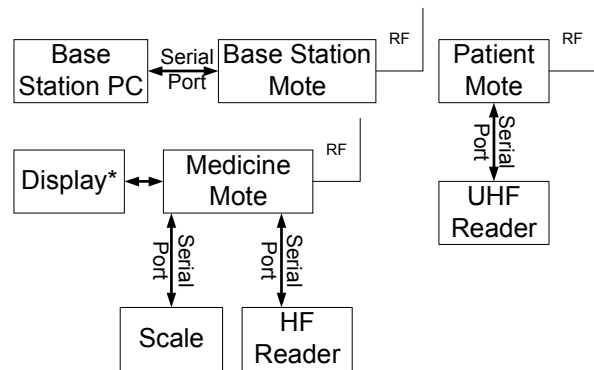 Base
Station PC
Serial
Port
Base Station
Mote
RF
Patient
Mote
RF
Serial
Port
UHF
Reader
Display*
Medicine
Mote
RF
Serial
Port
Serial
Port
Scale
HF
Reader